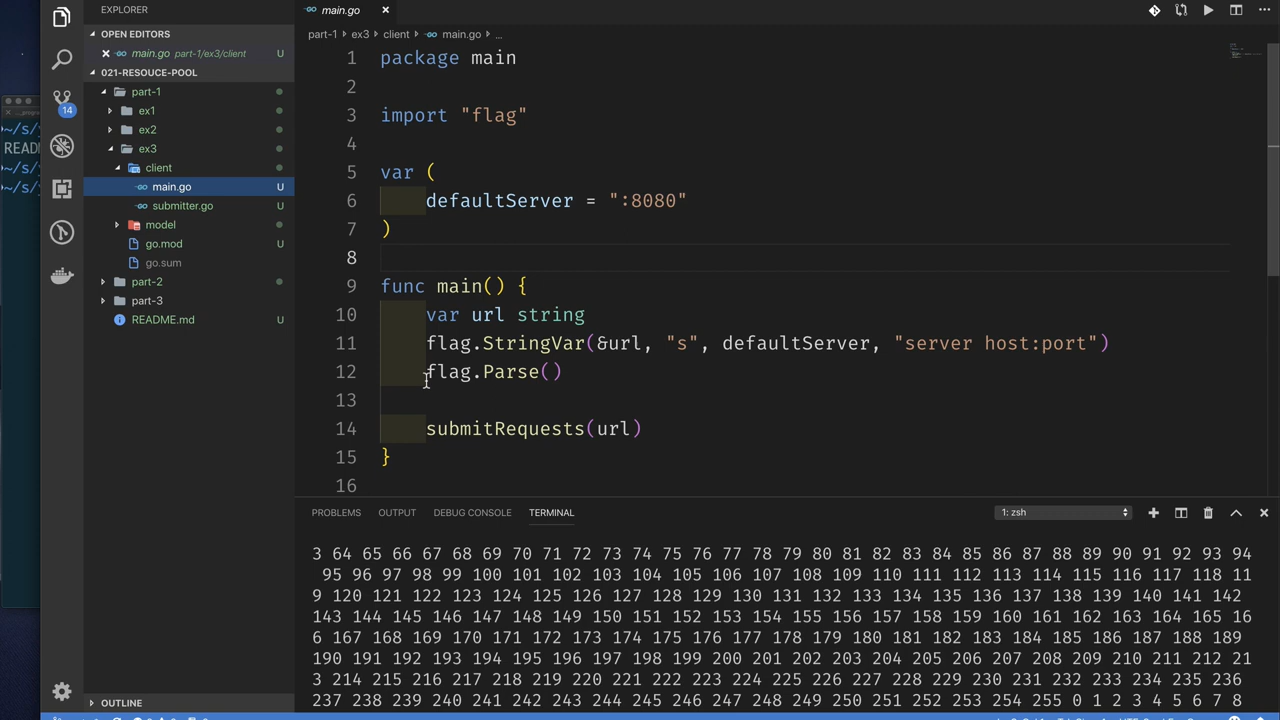 EXPLORER
OPEN EDITORS
main.go part-1/ex3/client U
021-RESOUCE-POOL
part-1
ex1
ex2
ex3
client
main.go U
submitter.go U
model
go.mod U
go.sum
part-2
part-3
README.md U
OUTLINE
14
~/s/
READ
~/s/
~/s/
main.go
part-1 › ex3 › client › main.go › ...
1 package main
2
3 import "flag"
4
5 var (
6 defaultServer = ":8080"
7 )
8
9 func main() {
10 var url string
11 flag.StringVar(&url, "s", defaultServer, "server host:port")
12 flag.Parse()
13
14 submitRequests(url)
15 }
16
PROBLEMS OUTPUT DEBUG CONSOLE TERMINAL 1: zsh
3 64 65 66 67 68 69 70 71 72 73 74 75 76 77 78 79 80 81 82 83 84 85 86 87 88 89 90 91 92 93 94
95 96 97 98 99 100 101 102 103 104 105 106 107 108 109 110 111 112 113 114 115 116 117 118 11
9 120 121 122 123 124 125 126 127 128 129 130 131 132 133 134 135 136 137 138 139 140 141 142
143 144 145 146 147 148 149 150 151 152 153 154 155 156 157 158 159 160 161 162 163 164 165 16
6 167 168 169 170 171 172 173 174 175 176 177 178 179 180 181 182 183 184 185 186 187 188 189
190 191 192 193 194 195 196 197 198 199 200 201 202 203 204 205 206 207 208 209 210 211 212 21
3 214 215 216 217 218 219 220 221 222 223 224 225 226 227 228 229 230 231 232 233 234 235 236
237 238 239 240 241 242 243 244 245 246 247 248 249 250 251 252 253 254 255 0 1 2 3 4 5 6 7 8